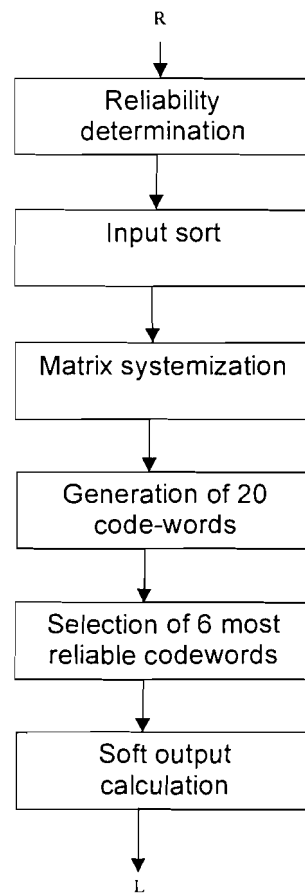 R
Reliability
determination
Input sort
Matrix systemization
Generation of 20
code-words
Selection of 6 most
reliable codewords
Soft output
calculation
L